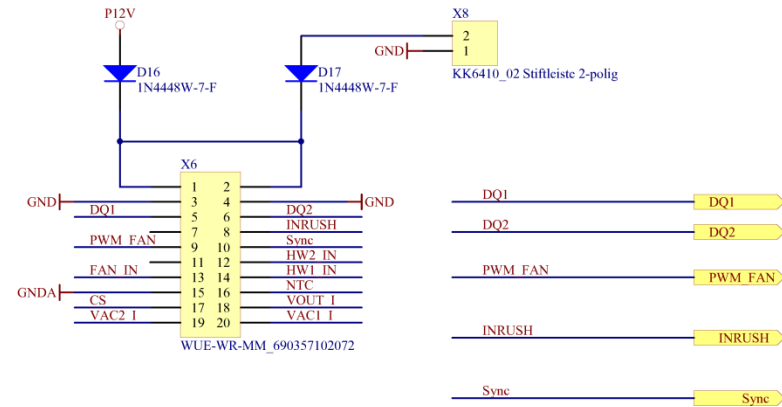 P12V
X8
2
GND
1
KK6410_02 Stiftleiste 2-polig
D16
1N4448W-7-F
D17
1N4448W-7-F
X6
1 2
GND 3 4 GND
DQ1 5 6 DQ2
7 8 INRUSH
PWM_FAN 9 10 Sync
11 12 HW2_IN
FAN_IN 13 14 HW1_IN
GNDA 15 16 NTC
CS 17 18 VOUT_I
VAC2_I 19 20 VAC1_I
WUE-WR-MM_690357102072
DQ1 DQ1
DQ2 DQ2
PWM_FAN PWM_FAN
INRUSH INRUSH
Sync Sync